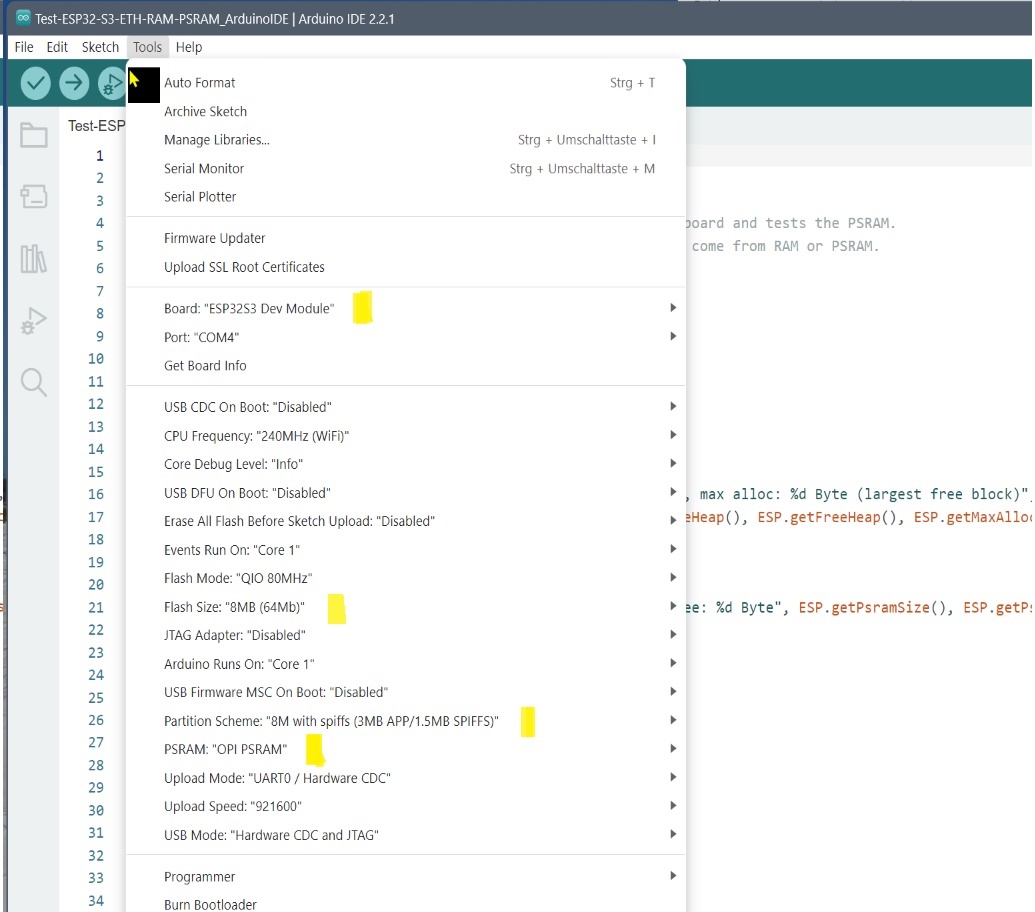 Test-ESP32-S3-ETH-RAM-PSRAM_ArduinoIDE | Arduino IDE 2.2.1
File Edit Sketch Tools Help
Auto Format Strg + T
Archive Sketch
Test-ESP
Manage Libraries... Strg + Umschalttaste + I
1
Serial Monitor Strg + Umschalttaste + M
2
Serial Plotter
3
4 board and tests the PSRAM.
Firmware Updater
5 come from RAM or PSRAM.
6
Upload SSL Root Certificates
7
8
Board: "ESP32S3 Dev Module"
9
Port: "COM4"
10
Get Board Info
11
12
USB CDC On Boot: "Disabled"
13
CPU Frequency: "240MHz (WiFi)"
14
Core Debug Level: "Info"
15
USB DFU On Boot: "Disabled"
16 , max alloc: %d Byte (largest free block)",
17 eHeap(), ESP.getFreeHeap(), ESP.getMaxAlloc
Erase All Flash Before Sketch Upload: "Disabled"
18
Events Run On: "Core 1"
19
Flash Mode: "QIO 80MHz"
20
Flash Size: "8MB (64Mb)"
21 ee: %d Byte", ESP.getPsramSize(), ESP.getPs
22
JTAG Adapter: "Disabled"
23
Arduino Runs On: "Core 1"
24
USB Firmware MSC On Boot: "Disabled"
25
26
Partition Scheme: "8M with spiffs (3MB APP/1.5MB SPIFFS)"
27
PSRAM: "OPI PSRAM"
28
Upload Mode: "UART0 / Hardware CDC"
29
Upload Speed: "921600"
30
31
USB Mode: "Hardware CDC and JTAG"
32
33
Programmer
34
Burn Bootloader